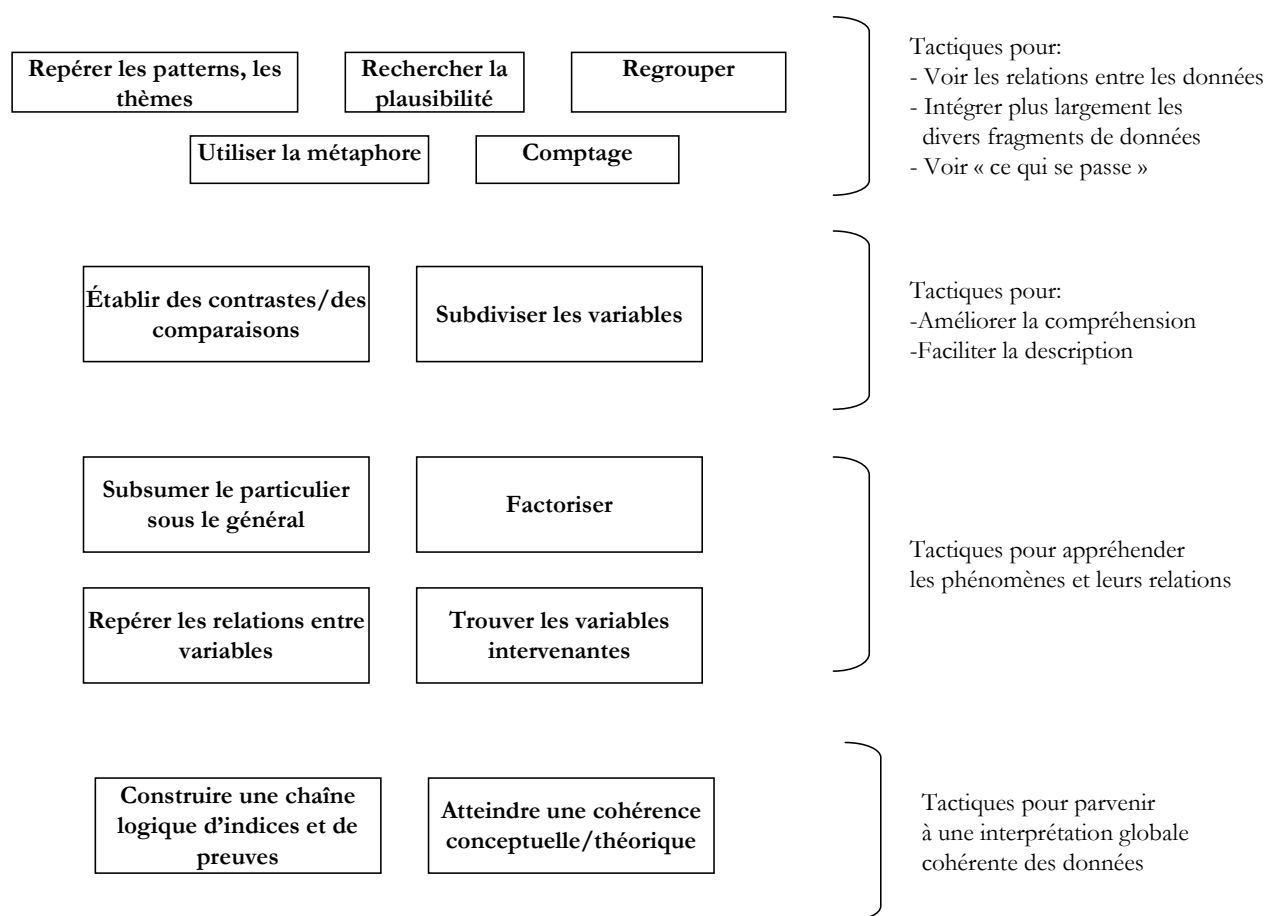 Repérer les patterns, les
thèmes
Rechercher la
plausibilité
Regrouper
Utiliser la métaphore
Comptage
Tactiques pour:
- Voir les relations entre les données
- Intégrer plus largement les
divers fragments de données
- Voir « ce qui se passe »
Établir des contrastes/des
comparaisons
Subdiviser les variables
Tactiques pour:
-Améliorer la compréhension
-Faciliter la description
Subsumer le particulier
sous le général
Factoriser
Repérer les relations entre
variables
Trouver les variables
intervenantes
Tactiques pour appréhender
les phénomènes et leurs relations
Construire une chaîne
logique d’indices et de
preuves
Atteindre une cohérence
conceptuelle/théorique
Tactiques pour parvenir
à une interprétation globale
cohérente des données